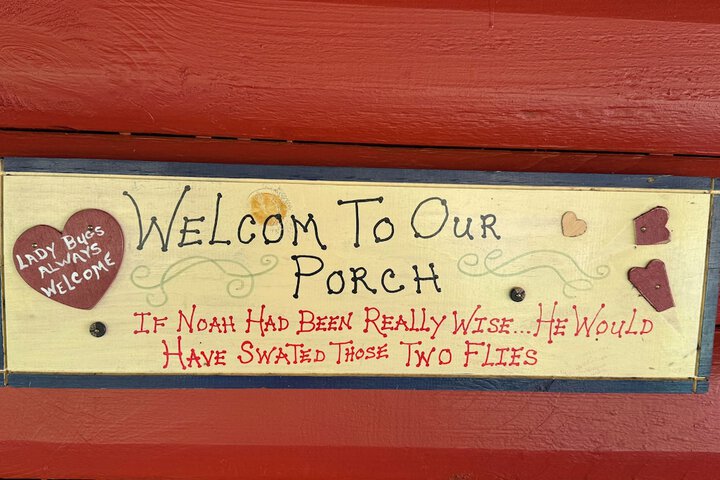 Lady Bugs
Always
Welcome
Welcom To Our
Porch
If Noah Had Been Really Wise...He Would
Have Swated Those Two Flies